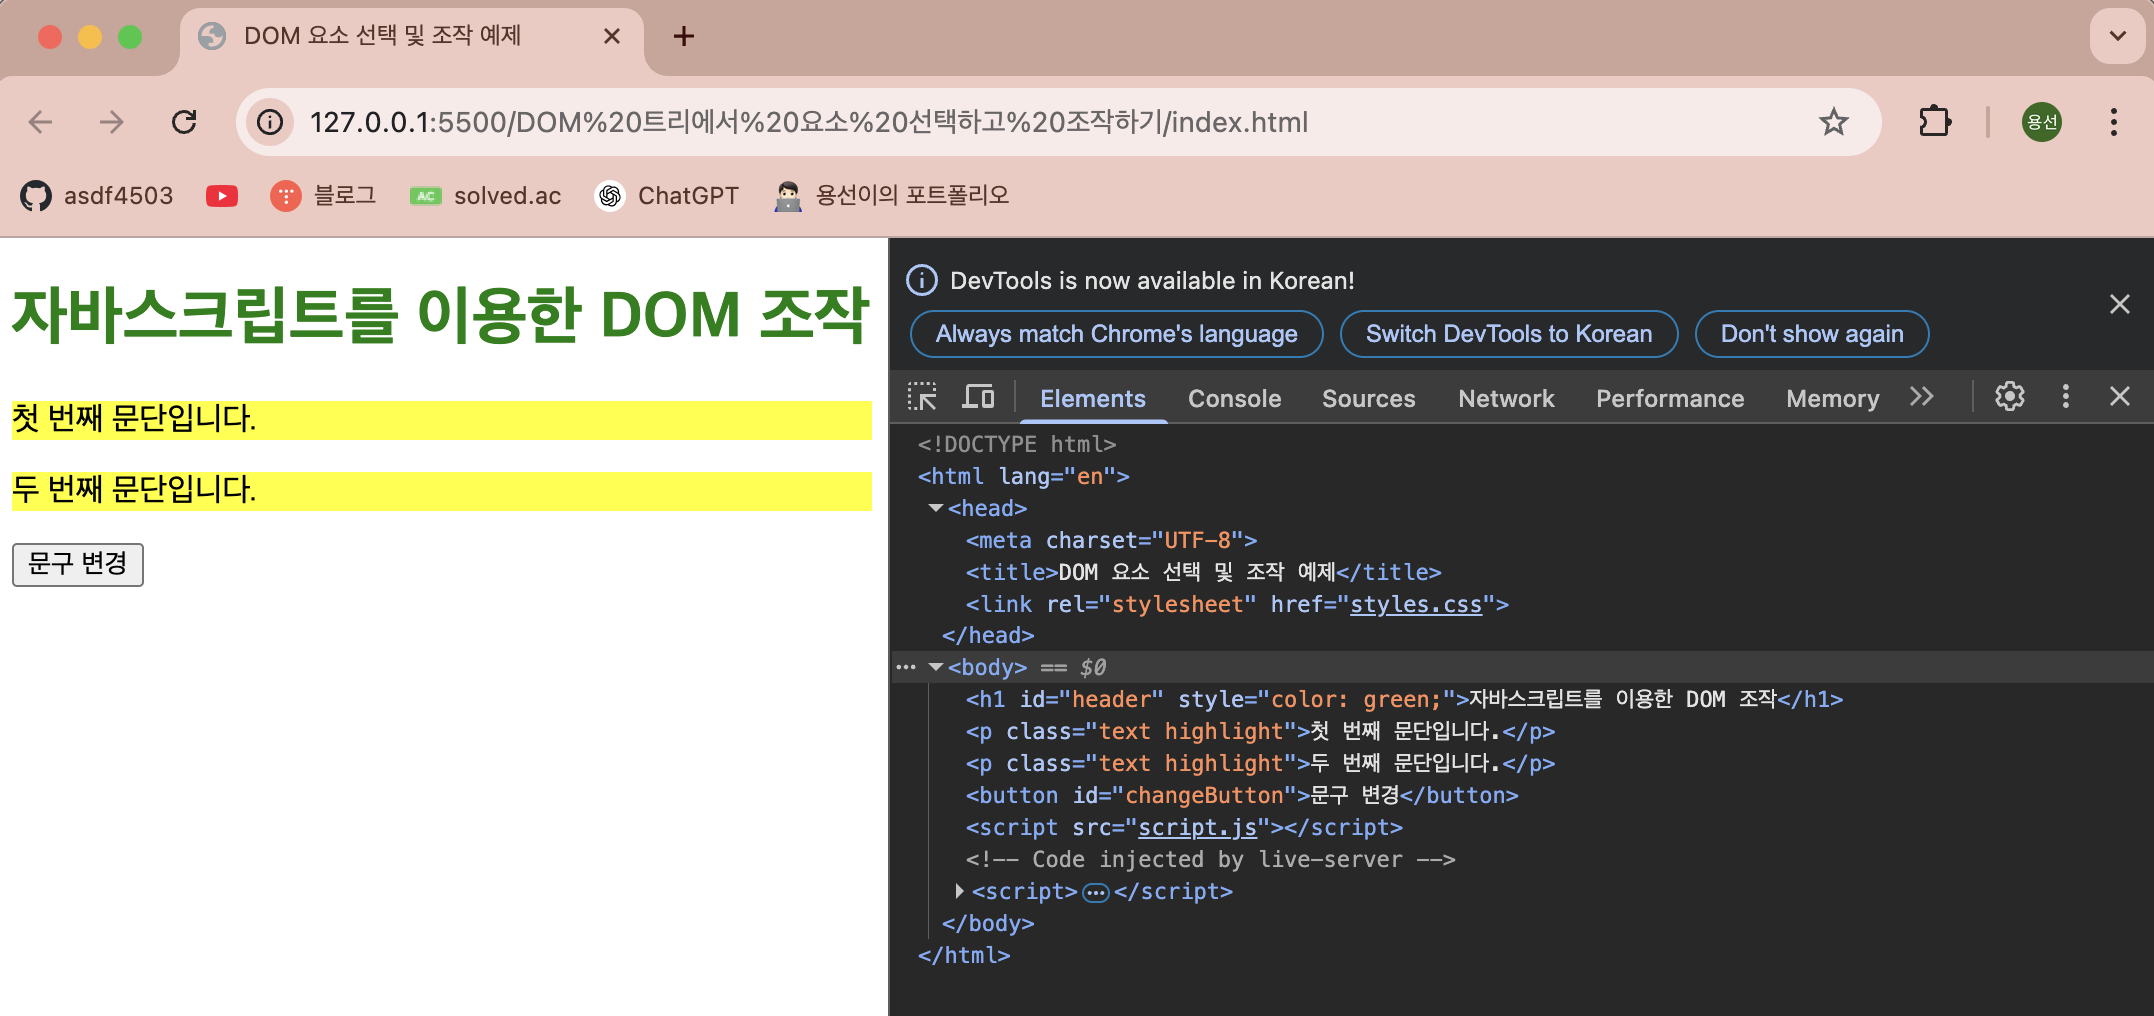 DOM 요소 선택 및 조작 예제
127.0.0.1:5500/DOM%20트리에서%20요소%20선택하고%20조작하기/index.html
용선
asdf4503 블로그 AC solved.ac ChatGPT 용선이의 포트폴리오
자바스크립트를 이용한 DOM 조작
첫 번째 문단입니다.
두 번째 문단입니다.
문구 변경
DevTools is now available in Korean!
Always match Chrome's language Switch DevTools to Korean Don't show again
Elements Console Sources Network Performance Memory
<!DOCTYPE html>
<html lang="en">
<head>
<meta charset="UTF-8">
<title>DOM 요소 선택 및 조작 예제</title>
<link rel="stylesheet" href="styles.css">
</head>
<body> == $0
<h1 id="header" style="color: green;">자바스크립트를 이용한 DOM 조작</h1>
<p class="text highlight">첫 번째 문단입니다.</p>
<p class="text highlight">두 번째 문단입니다.</p>
<button id="changeButton">문구 변경</button>
<script src="script.js"></script>
<!-- Code injected by live-server -->
<script>…</script>
</body>
</html>